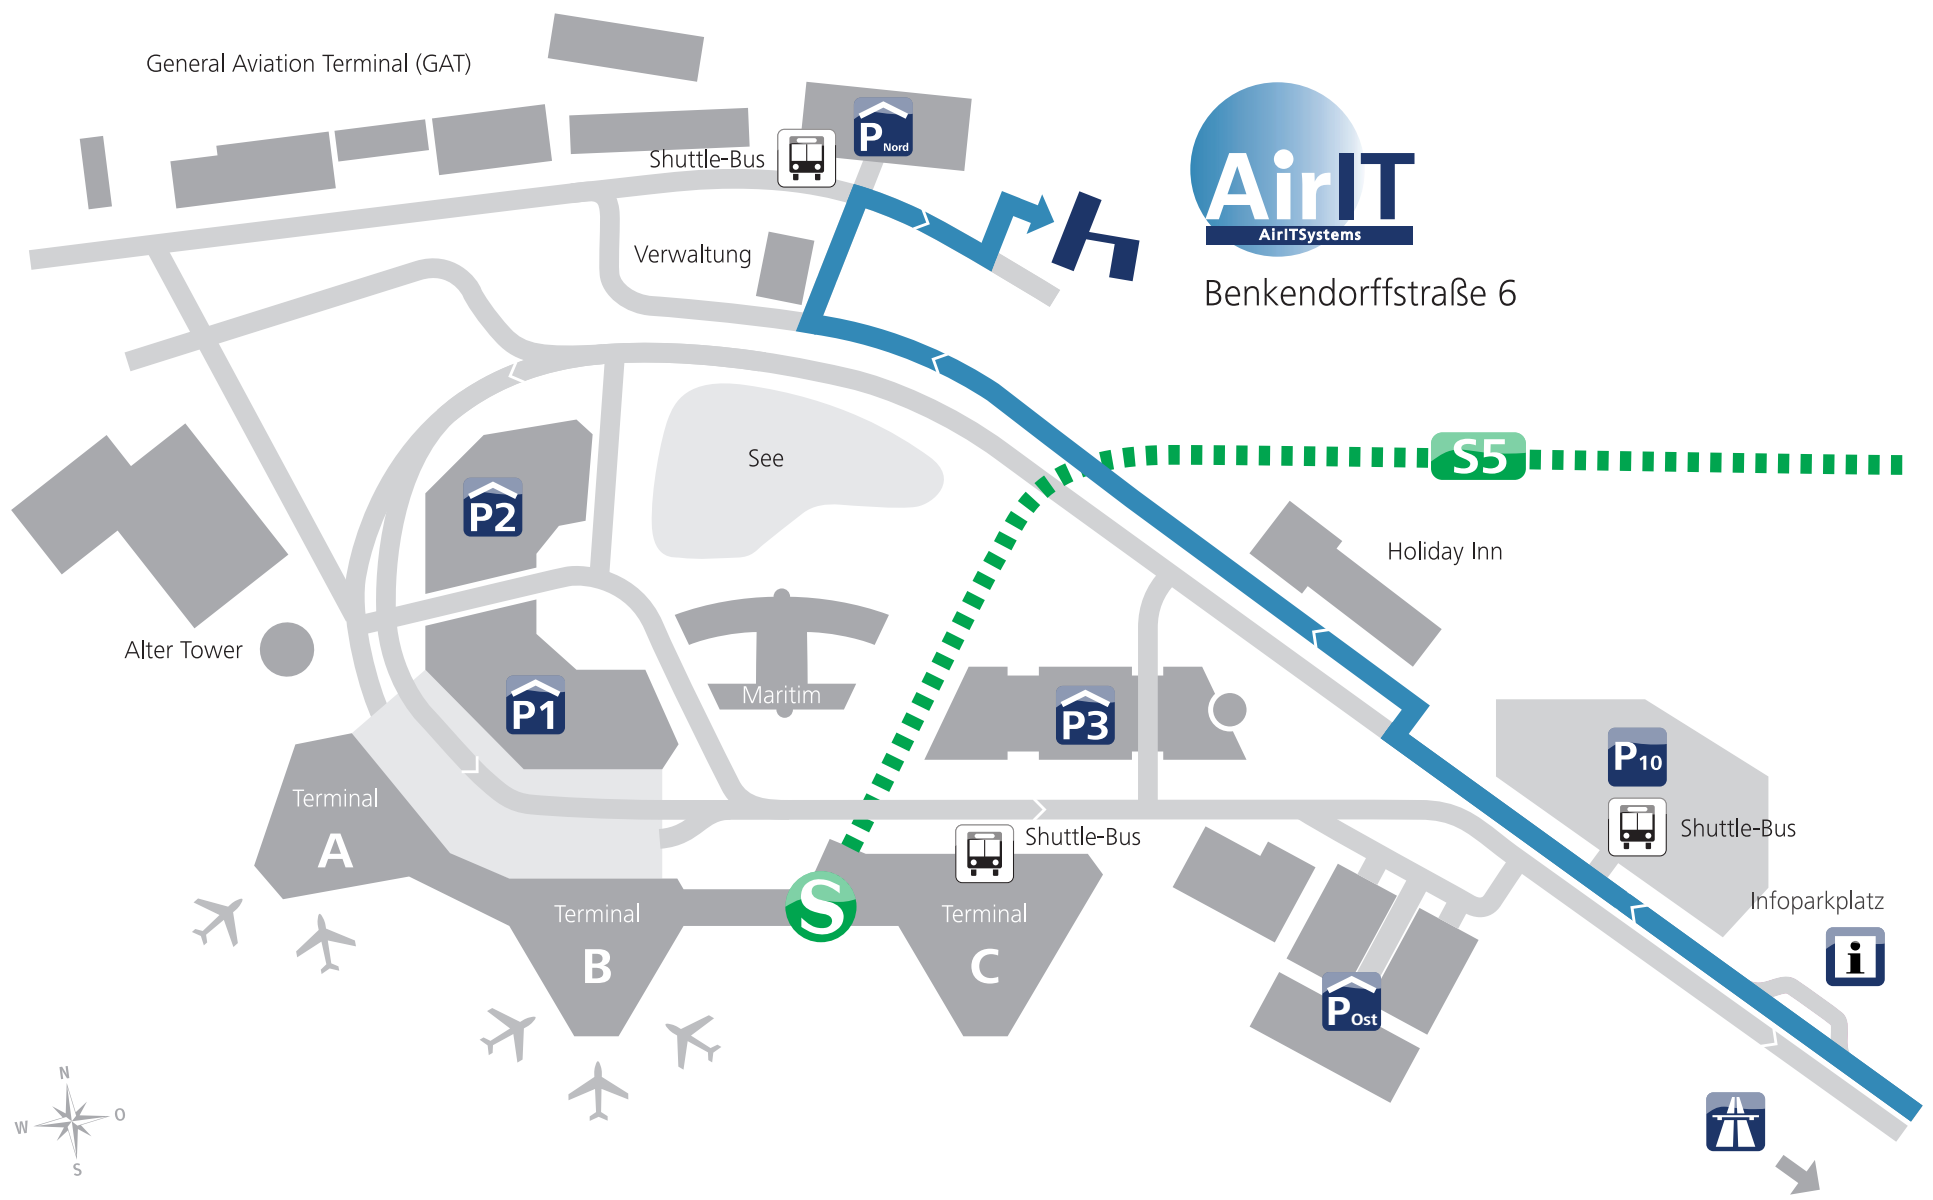 General Aviation Terminal (GAT)
P Nord
Shuttle-Bus
AirIT
AirITSystems
Verwaltung
Benkendorffstraße 6
See
S5
P2
Holiday Inn
Alter Tower
Maritim
P1
P3
P10
Terminal
A
Shuttle-Bus
Shuttle-Bus
Infoparkplatz
i
Terminal
B
S
Terminal
C
P Ost
N
W
O
S